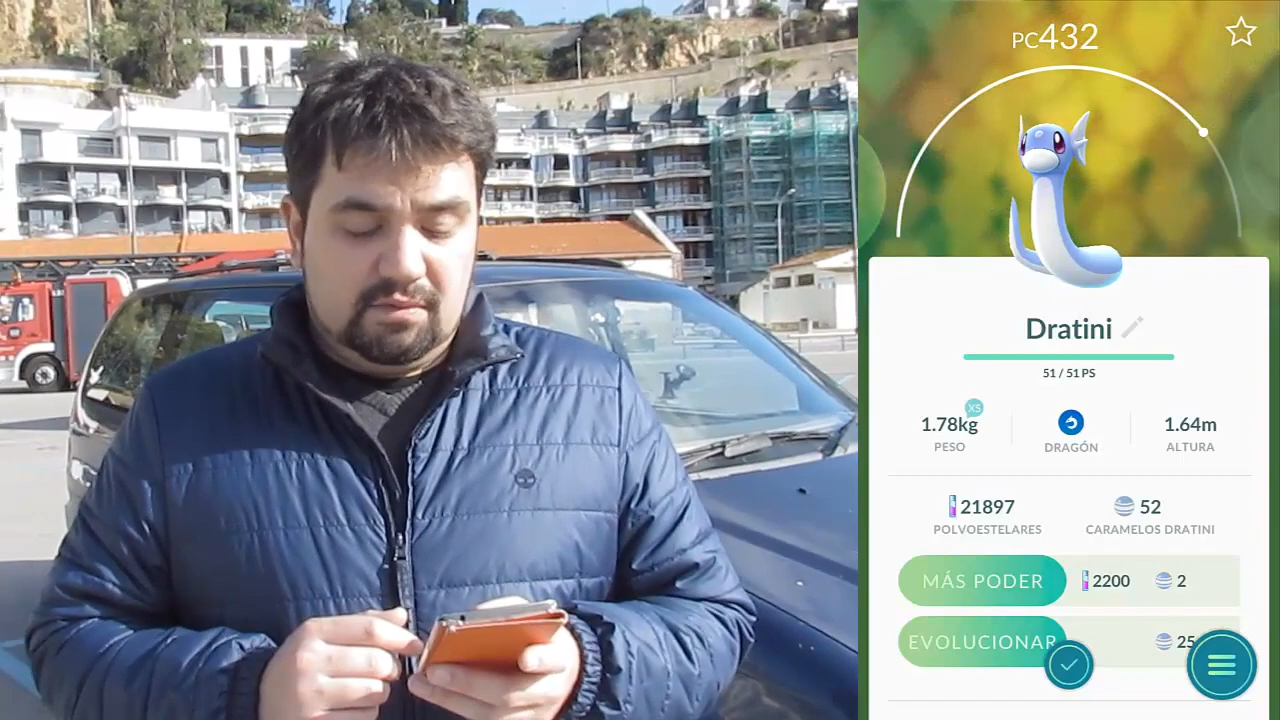 PC432
Dratini
51 / 51 PS
XS
1.78kg
PESO
DRAGÓN
1.64m
ALTURA
21897
POLVOESTELARES
52
CARAMELOS DRATINI
MÁS PODER
2200
2
EVOLUCIONAR
25